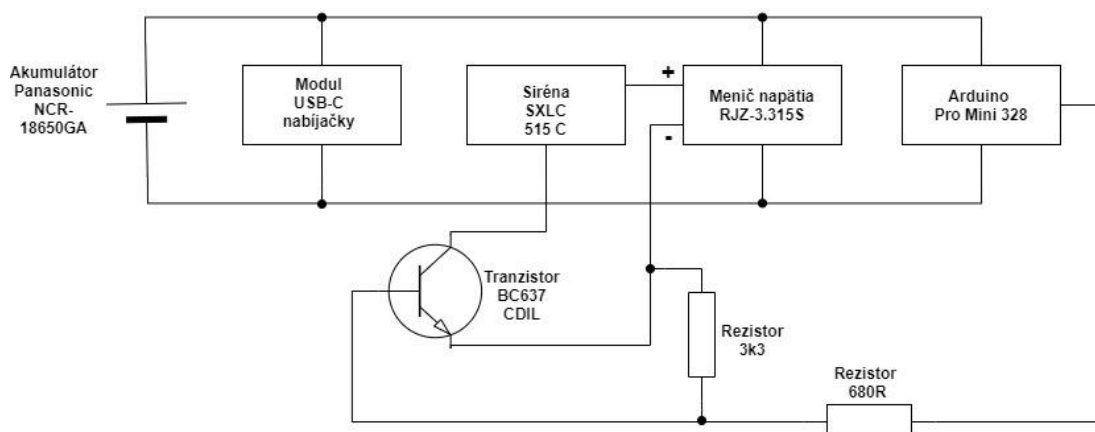 Akumulátor
Panasonic
NCR-
18650GA
Modul
USB-C
nabíjačky
Siréna
SXLC
515 C
+
-
Menič napätia
RJZ-3.315S
Arduino
Pro Mini 328
Tranzistor
BC637
CDIL
Rezistor
3k3
Rezistor
680R